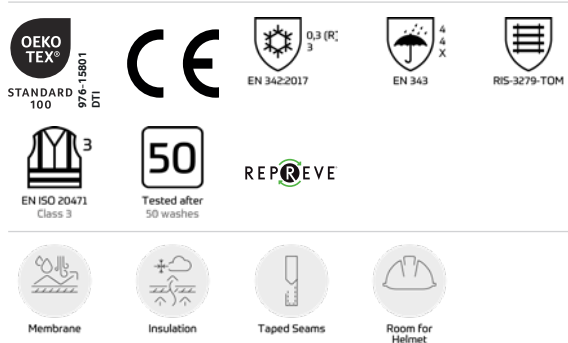 OEKO
TEX®
STANDARD
100
976-15801
DTI
CE
0,3 (R)
3
EN 342:2017
4
4
X
EN 343
RIS-3279-TOM
3
EN ISO 20471
Class 3
50
Tested after
50 washes
REPREVE
Membrane
Insulation
Taped Seams
Room for
Helmet